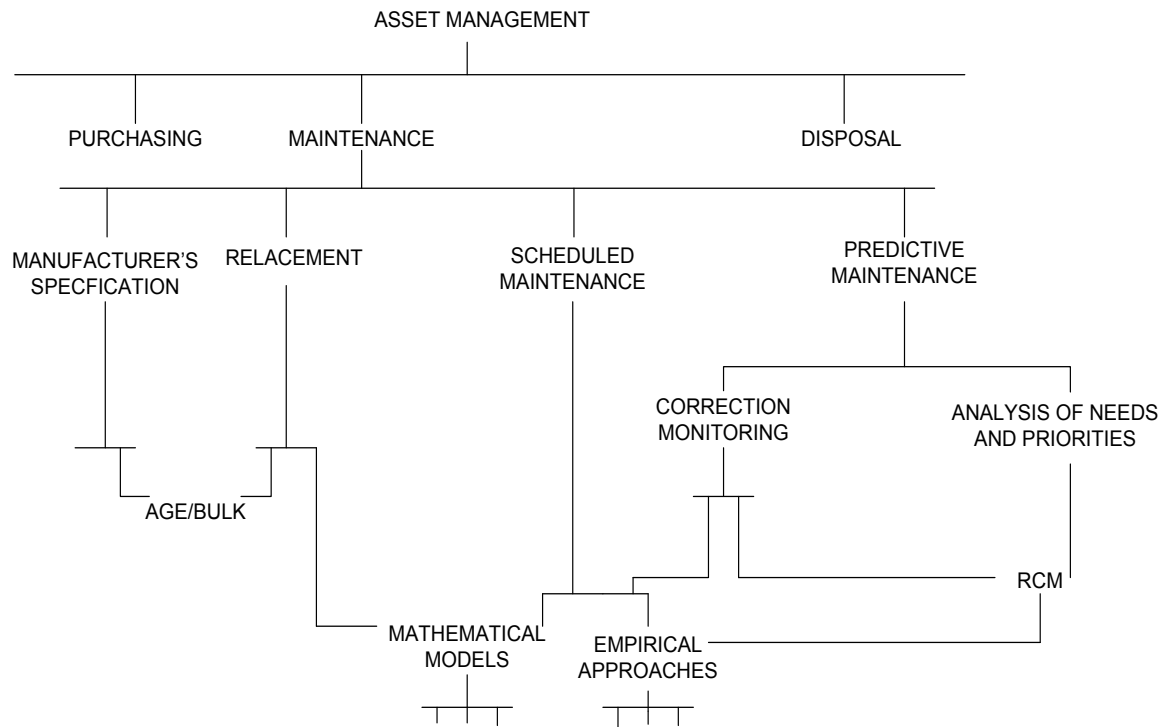 ASSET MANAGEMENT
PURCHASING
MAINTENANCE
DISPOSAL
MANUFACTURER'S
SPECFICATION
RELACEMENT
SCHEDULED
MAINTENANCE
PREDICTIVE
MAINTENANCE
CORRECTION
MONITORING
ANALYSIS OF NEEDS
AND PRIORITIES
AGE/BULK
RCM
MATHEMATICAL
MODELS
EMPIRICAL
APPROACHES